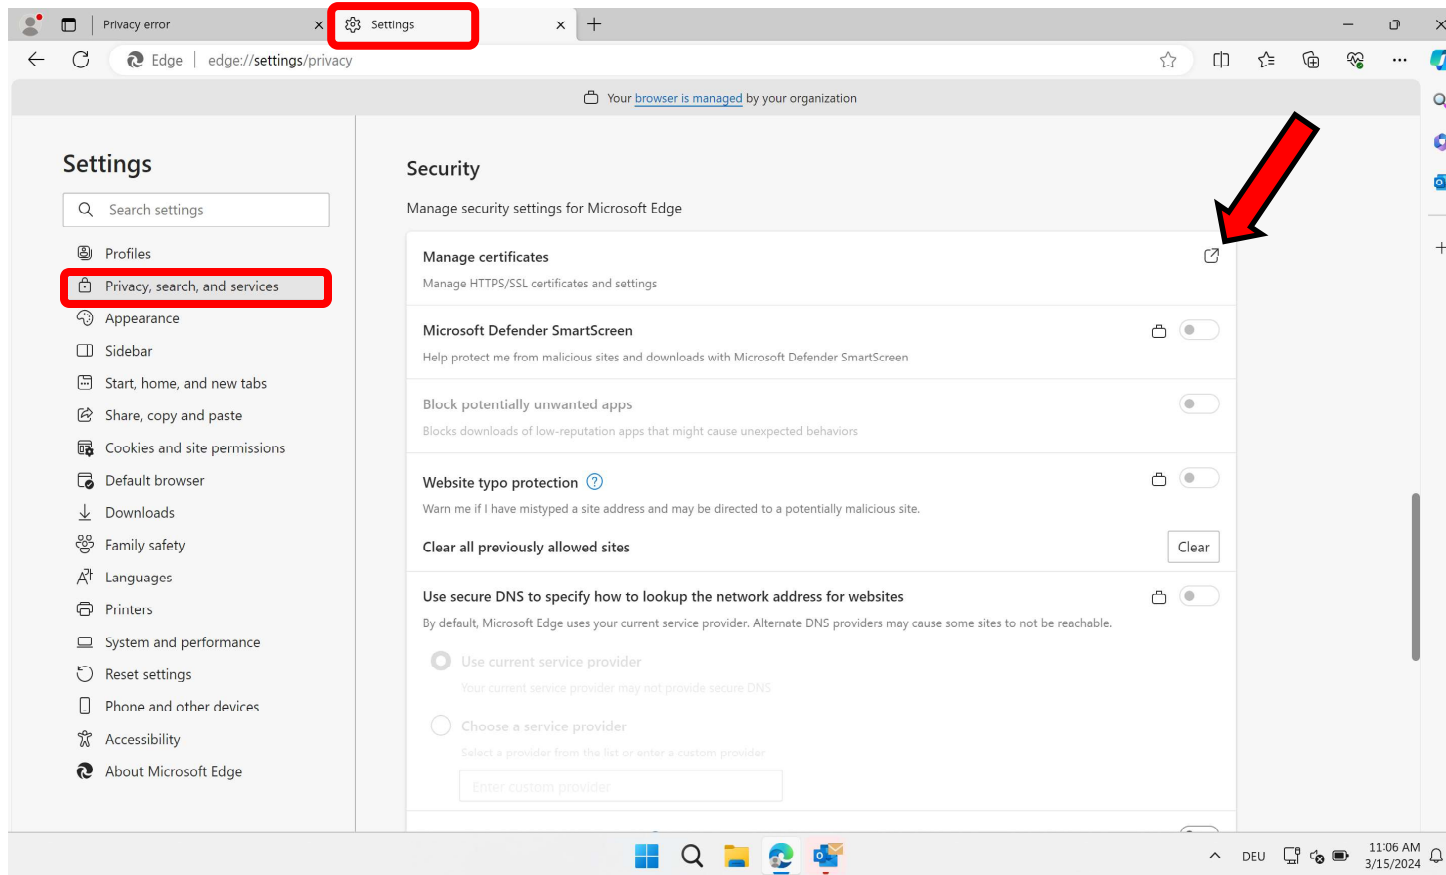 Privacy error
Settings
Edge
edge://settings/privacy
Your browser is managed by your organization
Settings
Search settings
Profiles
Privacy, search, and services
Appearance
Sidebar
Start, home, and new tabs
Share, copy and paste
Cookies and site permissions
Default browser
Downloads
Family safety
Languages
Printers
System and performance
Reset settings
Phone and other devices
Accessibility
About Microsoft Edge
Security
Manage security settings for Microsoft Edge
Manage certificates
Manage HTTPS/SSL certificates and settings
Microsoft Defender SmartScreen
Help protect me from malicious sites and downloads with Microsoft Defender SmartScreen
Block potentially unwanted apps
Blocks downloads of low-reputation apps that might cause unexpected behaviors
Website typo protection
Warn me if I have mistyped a site address and may be directed to a potentially malicious site.
Clear all previously allowed sites
Clear
Use secure DNS to specify how to lookup the network address for websites
By default, Microsoft Edge uses your current service provider. Alternate DNS providers may cause some sites to not be reachable.
Use current service provider
Your current service provider may not provide secure DNS
Choose a service provider
Select a provider from the list or enter a custom provider
Enter custom provider
DEU
11:06 AM
3/15/2024